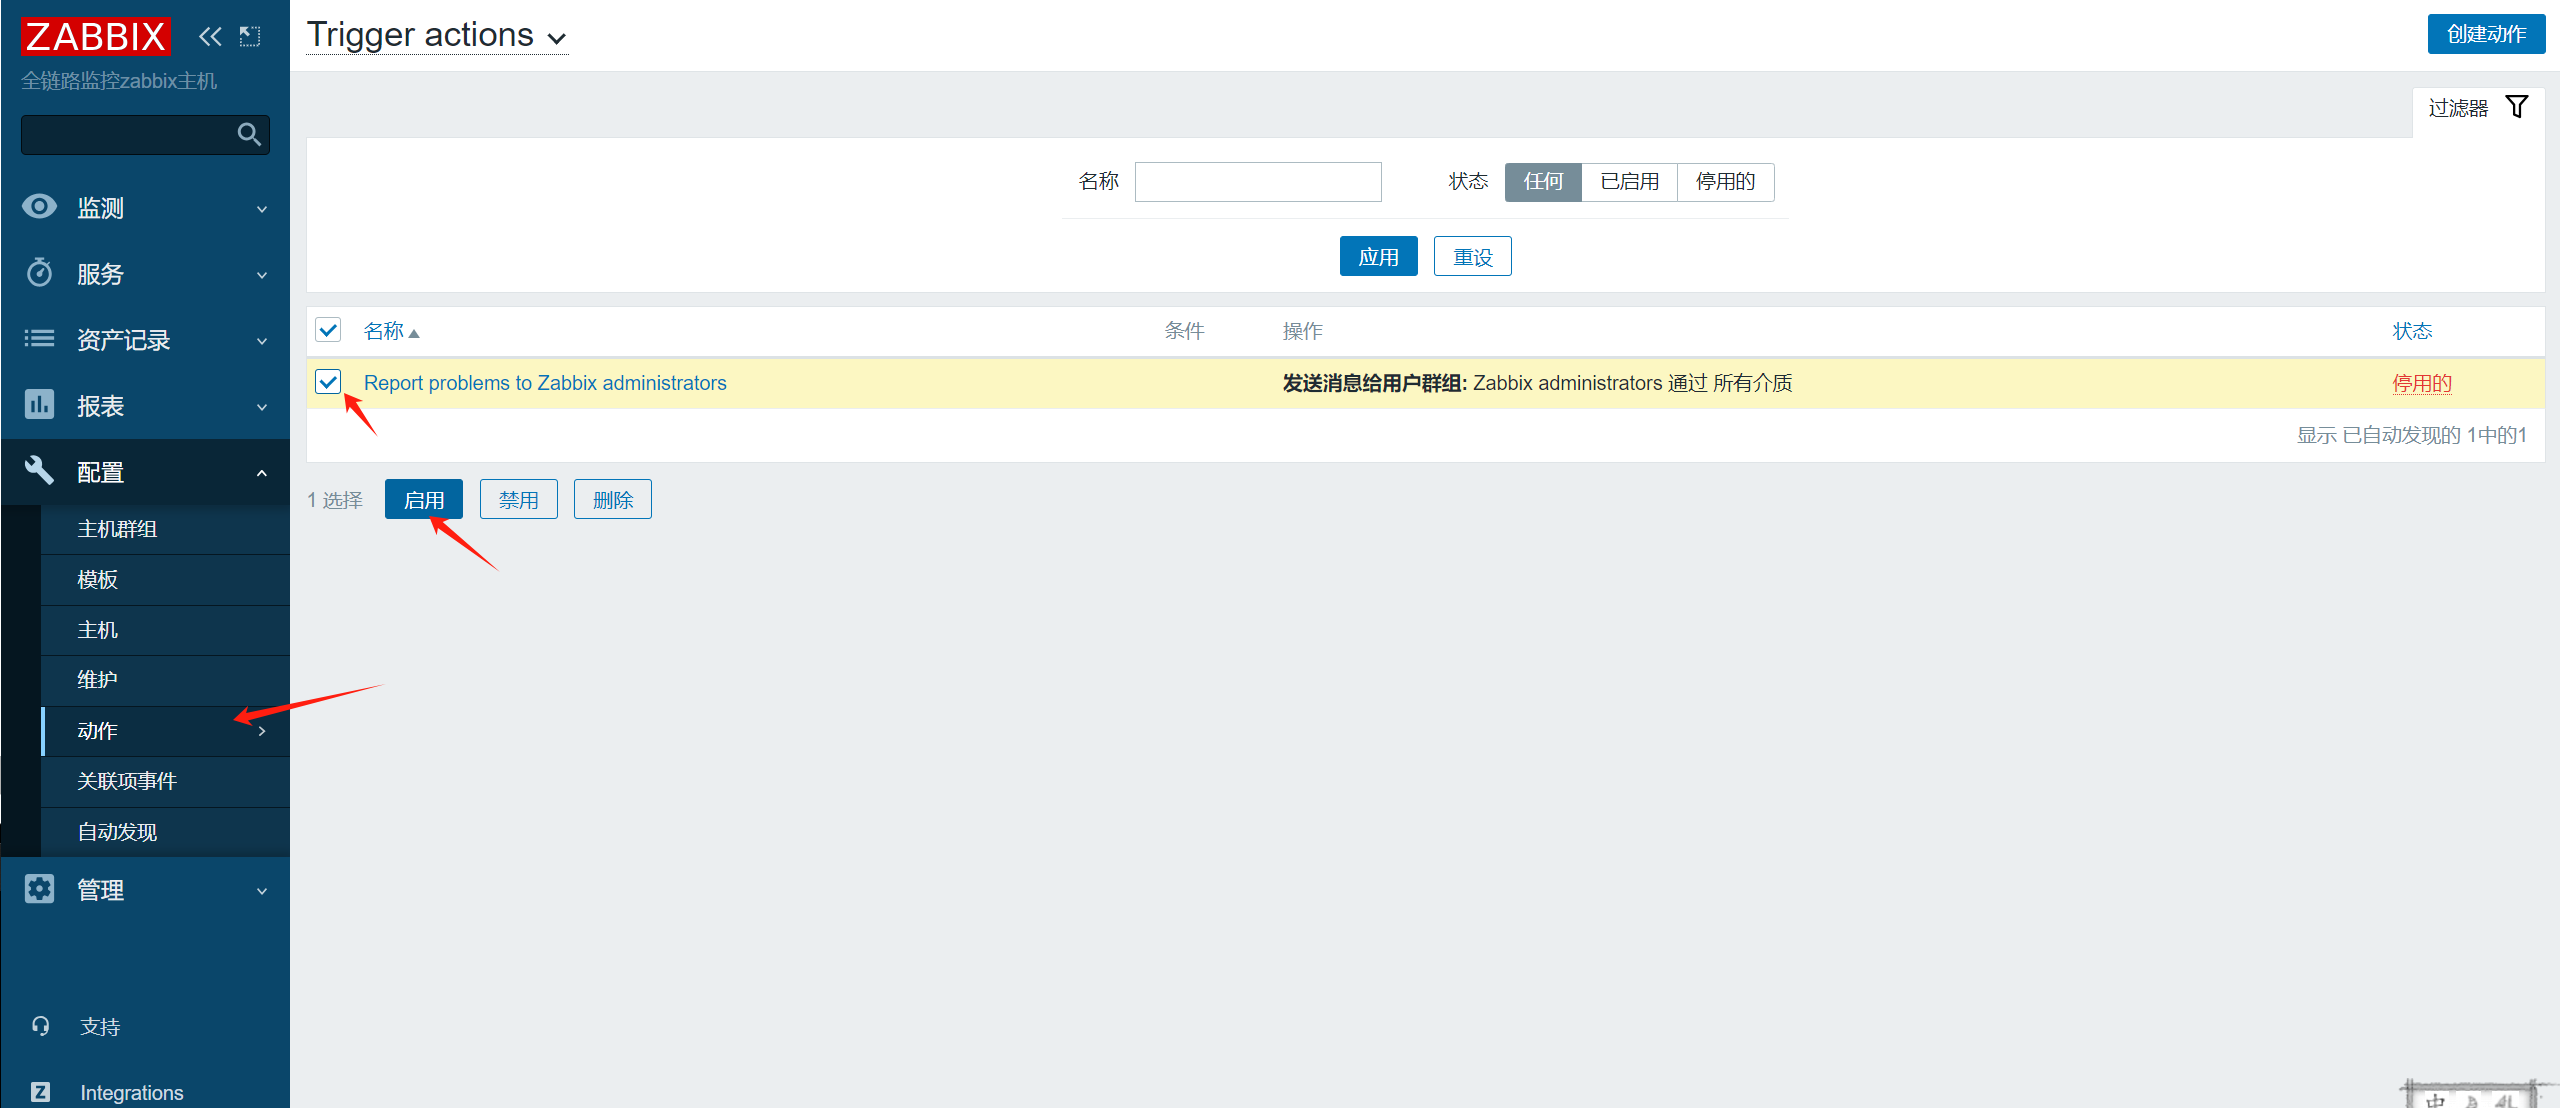 ZABBIX
全链路监控zabbix主机
监测
服务
资产记录
报表
配置
主机群组
模板
主机
维护
动作
关联项事件
自动发现
管理
支持
Integrations
Trigger actions
创建动作
过滤器
名称
状态 任何 已启用 停用的
应用 重设
名称 条件 操作 状态
Report problems to Zabbix administrators 发送消息给用户群组: Zabbix administrators 通过 所有介质 停用的
显示 已自动发现的 1中的1
1 选择 启用 禁用 删除
中